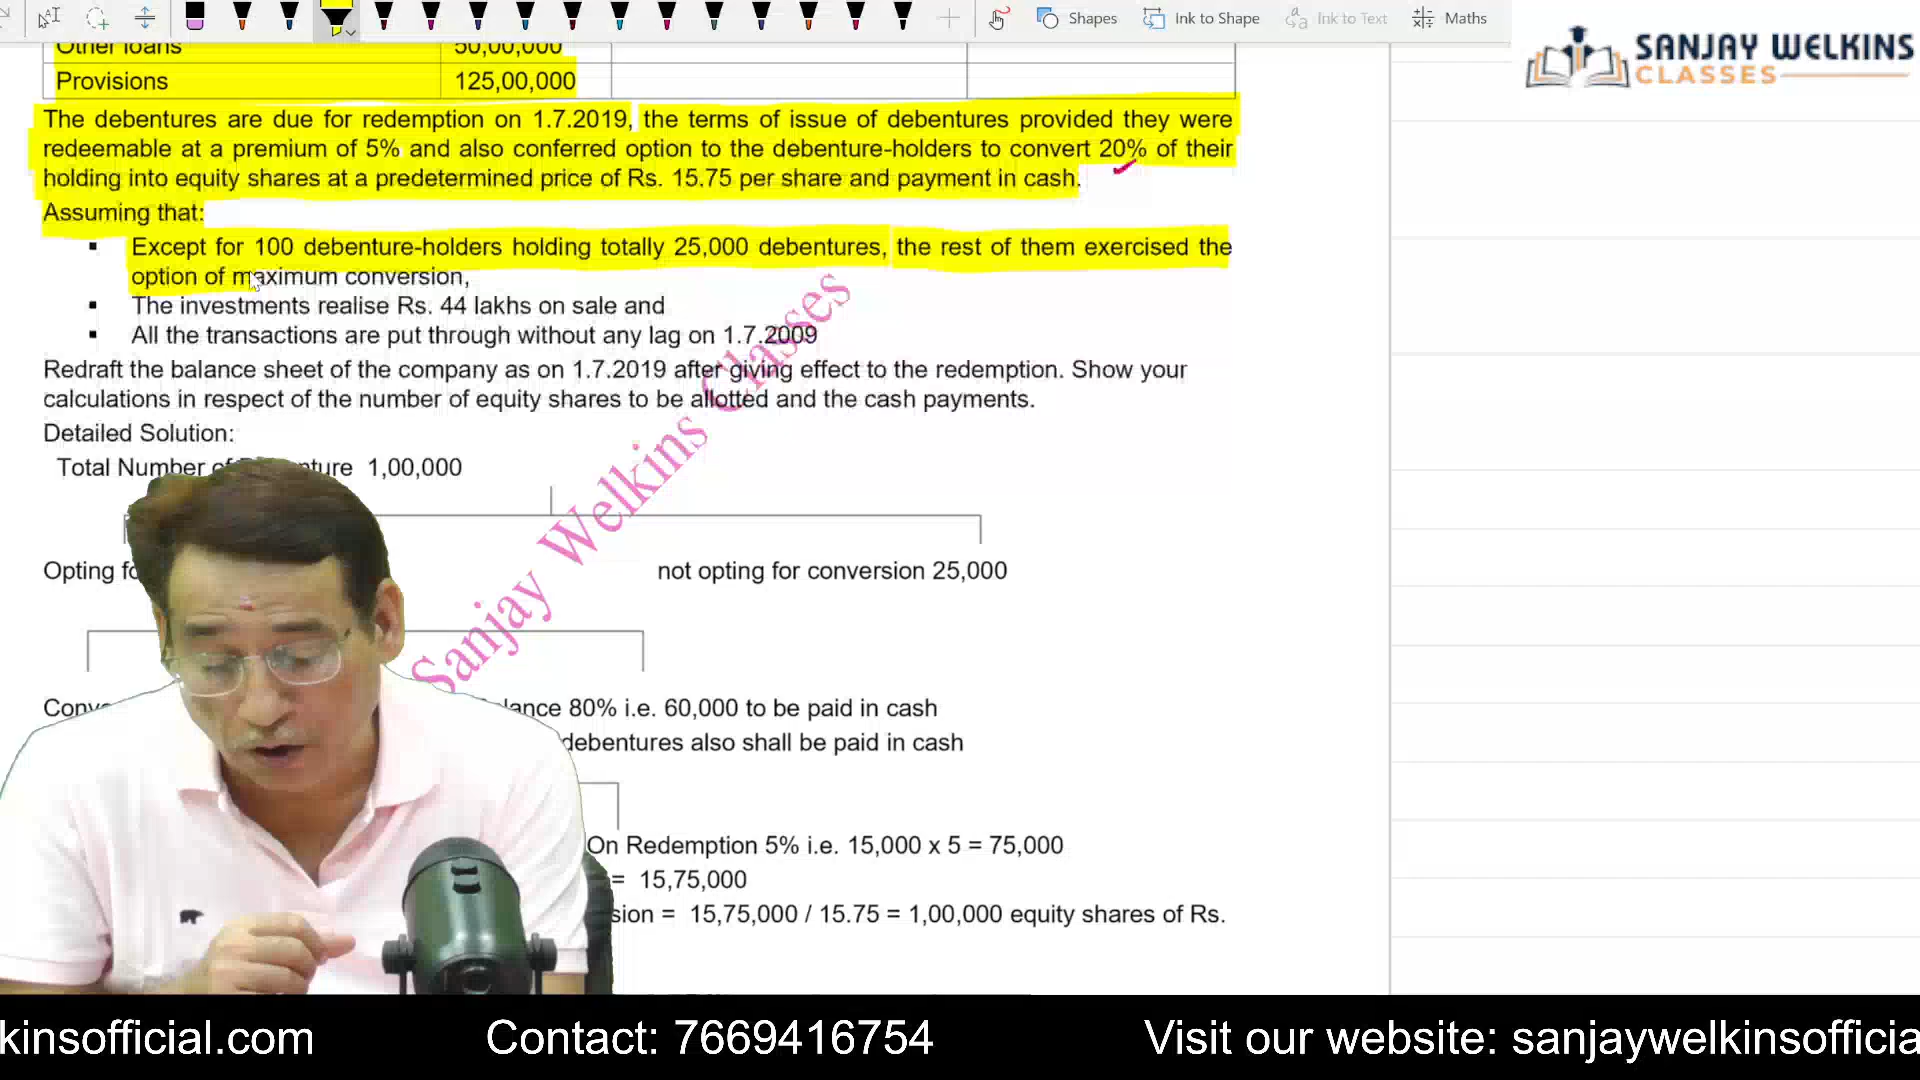 Shapes
Ink to Shape
Ink to Text
Maths
SANJAY WELKINS
CLASSES
Other loans 50,00,000
Provisions 125,00,000
The debentures are due for redemption on 1.7.2019, the terms of issue of debentures provided they were
redeemable at a premium of 5% and also conferred option to the debenture-holders to convert 20% of their
holding into equity shares at a predetermined price of Rs. 15.75 per share and payment in cash.
Assuming that:
▪ Except for 100 debenture-holders holding totally 25,000 debentures, the rest of them exercised the
option of maximum conversion,
▪ The investments realise Rs. 44 lakhs on sale and
▪ All the transactions are put through without any lag on 1.7.2009
Redraft the balance sheet of the company as on 1.7.2019 after giving effect to the redemption. Show your
calculations in respect of the number of equity shares to be allotted and the cash payments.
Detailed Solution:
Total Number of 1,00,000
Opting
not opting for conversion 25,000
80% i.e. 60,000 to be paid in cash
debentures also shall be paid in cash
On Redemption 5% i.e. 15,000 x 5 = 75,000
= 15,75,000
= 15,75,000 / 15.75 = 1,00,000 equity shares of Rs.
Sanjay Welkins Classes
kinsofficial.com Contact: 7669416754 Visit our website: sanjaywelkinsofficia